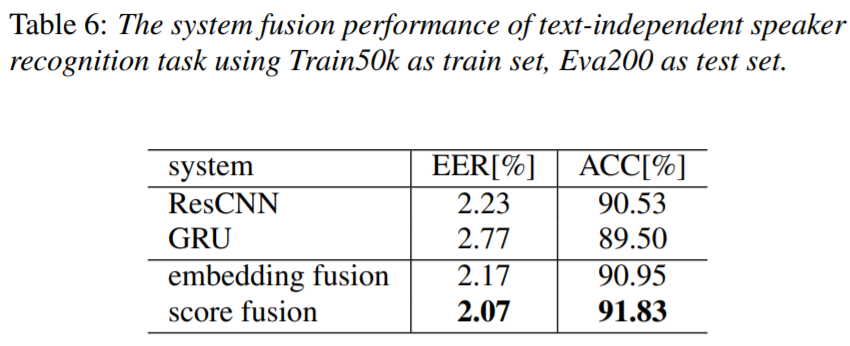 Table 6: The system fusion performance of text-independent speaker
recognition task using Train50k as train set, Eva200 as test set.
system EER[%] ACC[%]
ResCNN 2.23 90.53
GRU 2.77 89.50
embedding fusion 2.17 90.95
score fusion 2.07 91.83